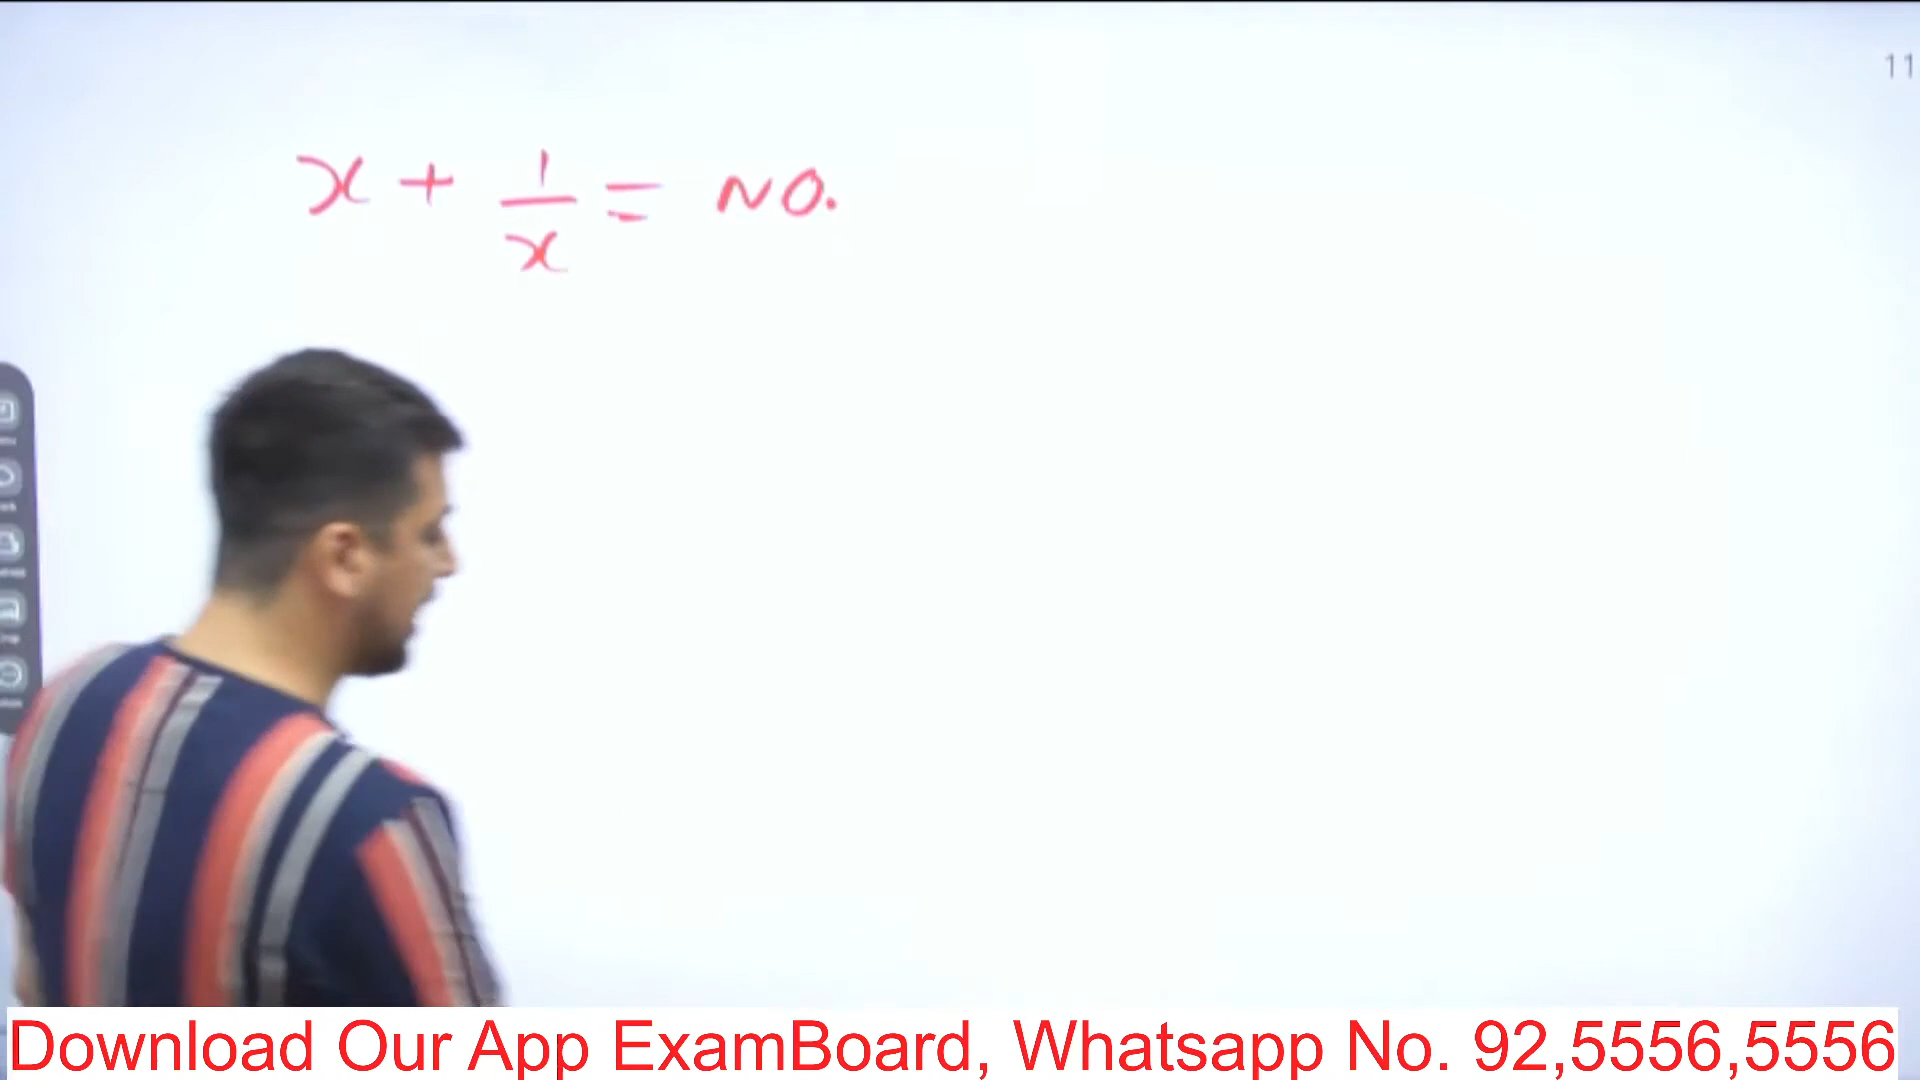 11
x + 1/x = NO.
Download Our App ExamBoard, Whatsapp No. 92,5556,5556